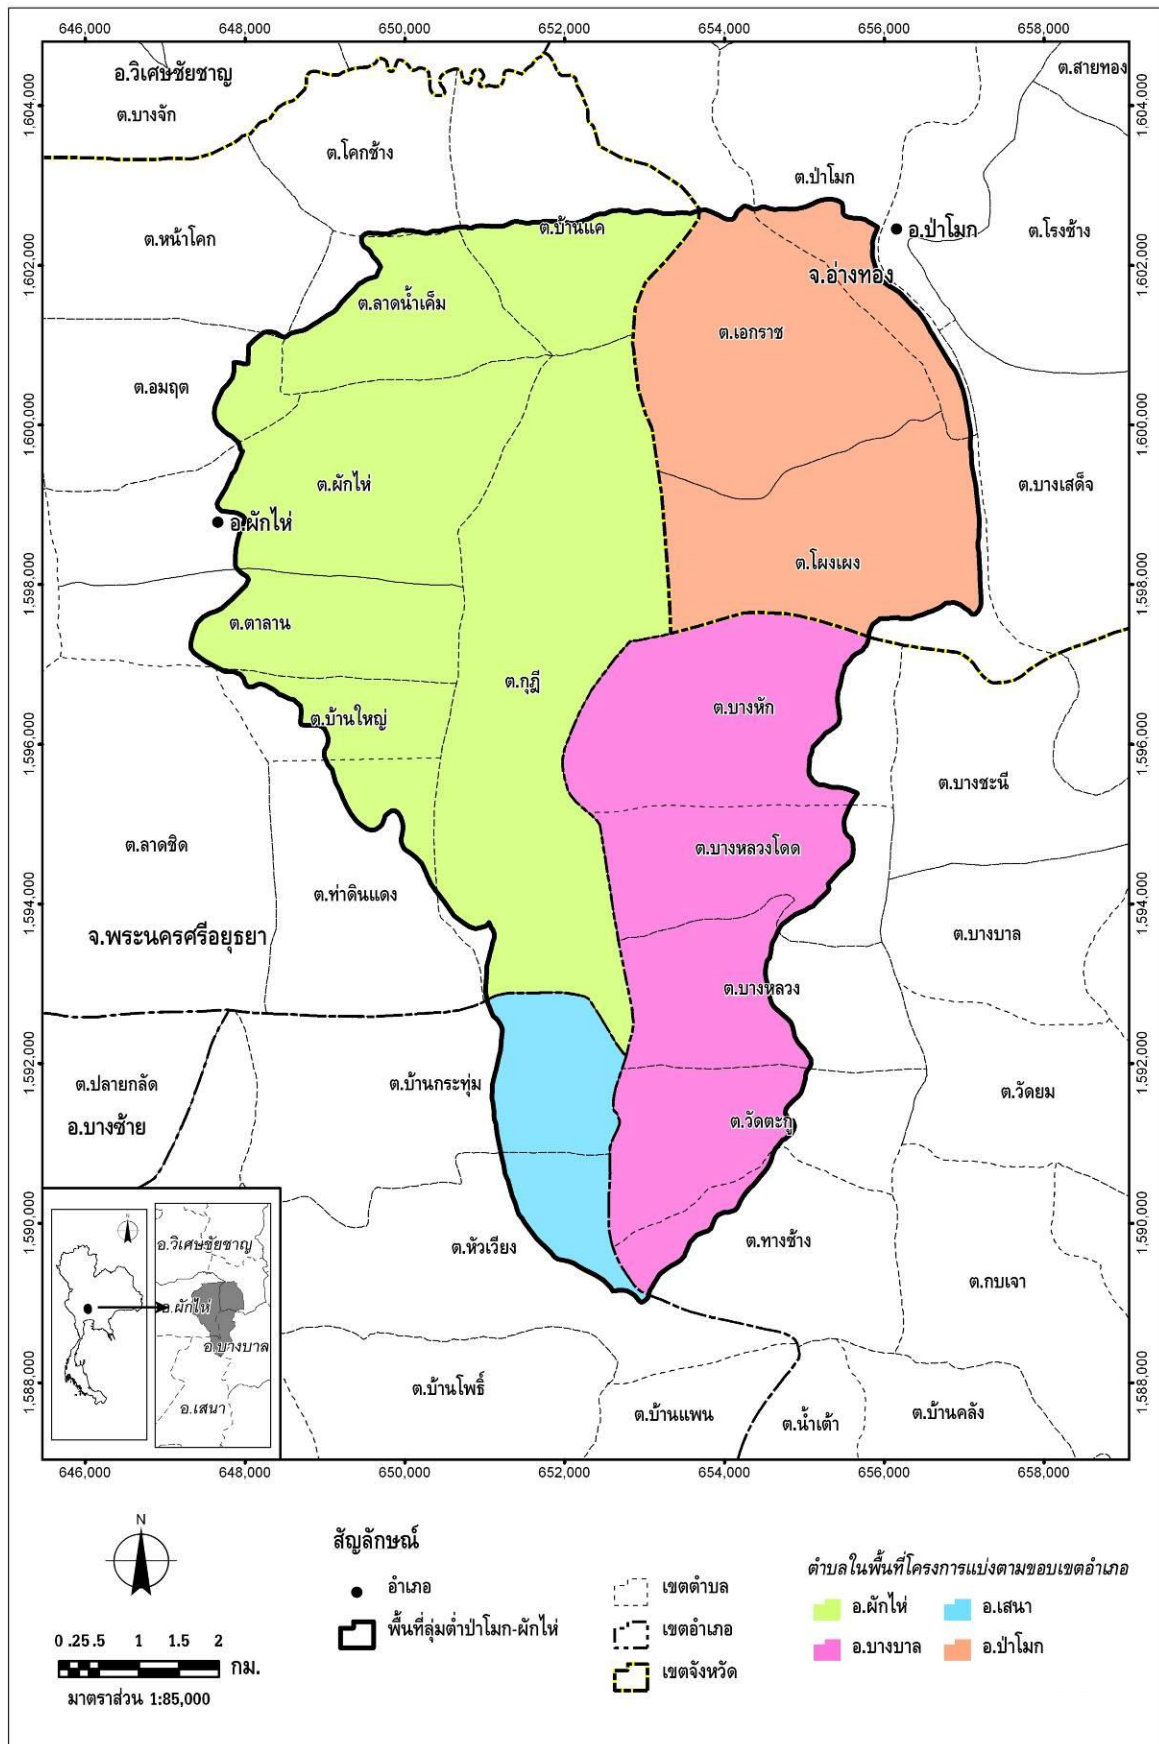 646,000 648,000 650,000 652,000 654,000 656,000 658,000
อ.วิเศษชัยชาญ
ต.สายทอง
1,604,000
1,604,000
ต.บางจัก
ต.โคกช้าง
ต.ป่าโมก
ต.หน้าโคก
ต.บ้านแค
อ.ป่าโมก
ต.โรงช้าง
1,602,000
1,602,000
จ.อ่างทอง
ต.ลาดน้ำเค็ม
ต.เอกราช
ต.อมฤต
1,600,000
1,600,000
ต.ผักไห่
ต.บางเสด็จ
อ.ผักไห่
ต.โผงเผง
1,598,000
1,598,000
ต.ตาลาน
ต.กุฎี
ต.บางหัก
ต.บ้านใหญ่
1,596,000
1,596,000
ต.บางชะนี
ต.ลาดชิด
ต.บางหลวงโดด
ต.ท่าดินแดง
1,594,000
1,594,000
จ.พระนครศรีอยุธยา
ต.บางบาล
ต.บางหลวง
1,592,000
1,592,000
ต.ปลายกลัด
ต.บ้านกระทุ่ม
ต.วัดยม
อ.บางซ้าย
ต.วัดตะกู
1,590,000
1,590,000
ต.หัวเวียง
ต.ทางช้าง
ต.กบเจา
N
อ.วิเศษชัยชาญ
อ.ผักไห่
อ.บางบาล
อ.เสนา
1,588,000
1,588,000
ต.บ้านโพธิ์
ต.บ้านแพน
ต.น้ำเต้า
ต.บ้านคลัง
646,000 648,000 650,000 652,000 654,000 656,000 658,000
N
0 .25.5 1 1.5 2
กม.
มาตราส่วน 1:85,000
สัญลักษณ์
อำเภอ
พื้นที่ลุ่มต่ำป่าโมก-ผักไห่
เขตตำบล
เขตอำเภอ
เขตจังหวัด
ตำบลในพื้นที่โครงการแบ่งตามขอบเขตอำเภอ
อ.ผักไห่ อ.เสนา
อ.บางบาล อ.ป่าโมก